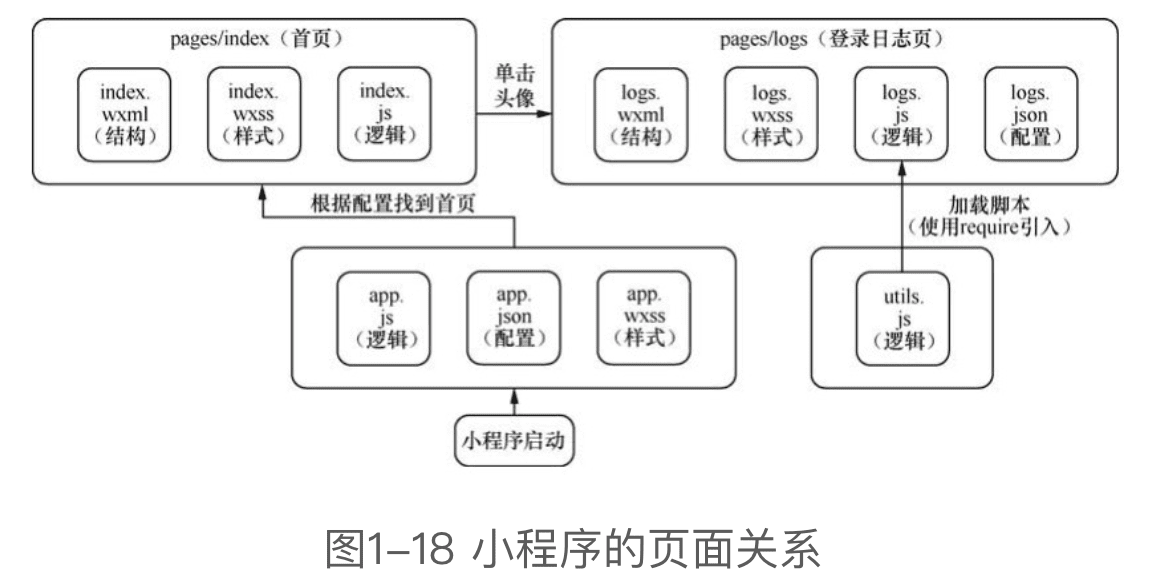 pages/index（首页）
index.
wxml
（结构）
index.
wxss
（样式）
index.
js
（逻辑）
单击
头像
pages/logs（登录日志页）
logs.
wxml
（结构）
logs.
wxss
（样式）
logs.
js
（逻辑）
logs.
json
（配置）
根据配置找到首页
加载脚本
（使用require引入）
app.
js
（逻辑）
app.
json
（配置）
app.
wxss
（样式）
utils.
js
（逻辑）
小程序启动
图1-18 小程序的页面关系